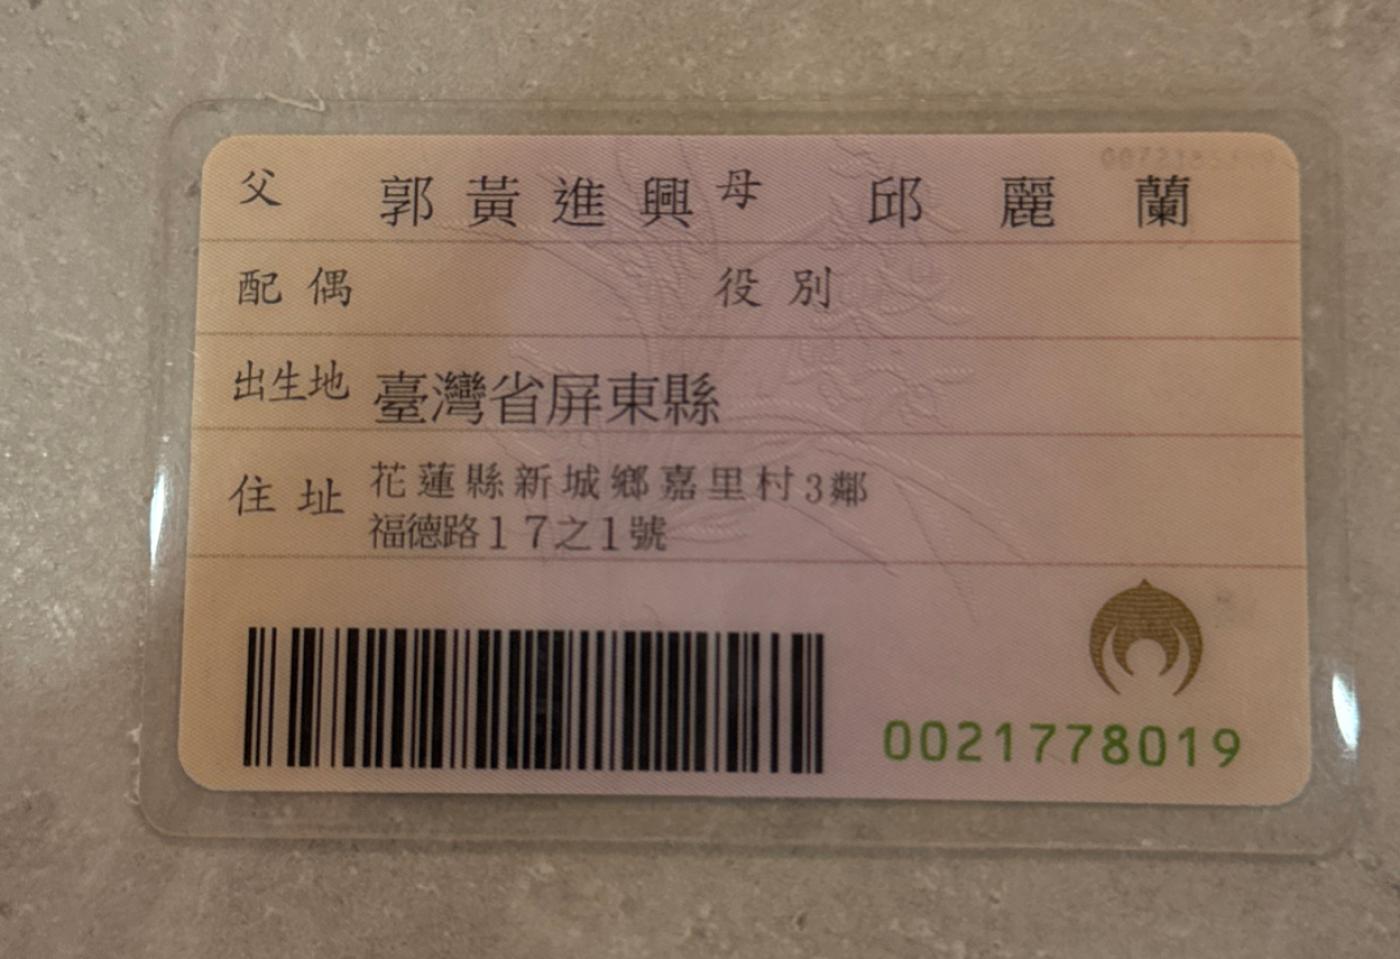 父 郭黃進興 母 邱麗蘭
配偶 役別
出生地 臺灣省屏東縣
住址 花蓮縣新城鄉嘉里村3鄰
福德路17之1號
0021778019